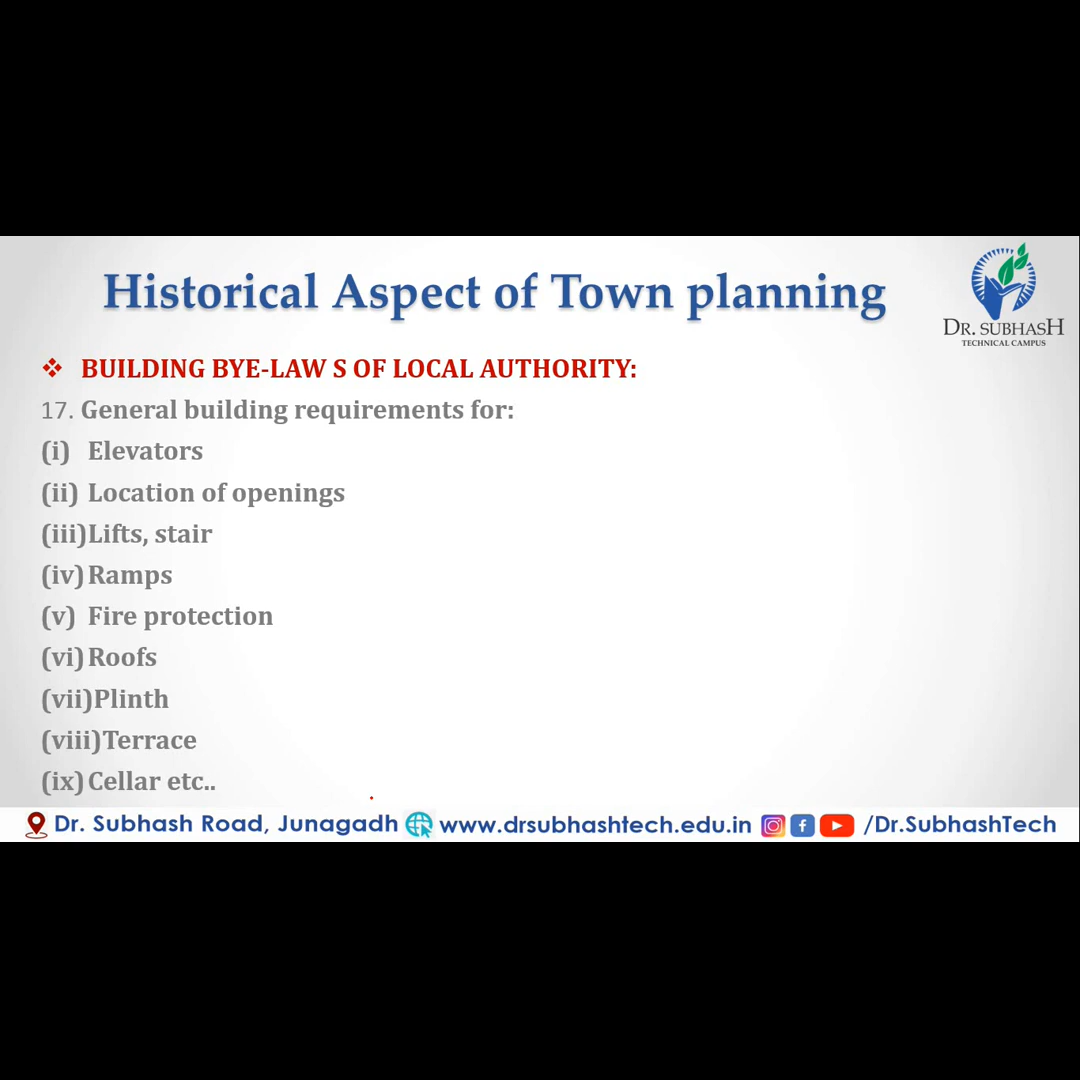 Historical Aspect of Town planning
DR. SUBHASH
TECHNICAL CAMPUS
❖ BUILDING BYE-LAW S OF LOCAL AUTHORITY:
17. General building requirements for:
(i) Elevators
(ii) Location of openings
(iii)Lifts, stair
(iv) Ramps
(v) Fire protection
(vi) Roofs
(vii)Plinth
(viii)Terrace
(ix) Cellar etc..
Dr. Subhash Road, Junagadh www.drsubhashtech.edu.in /Dr.SubhashTech